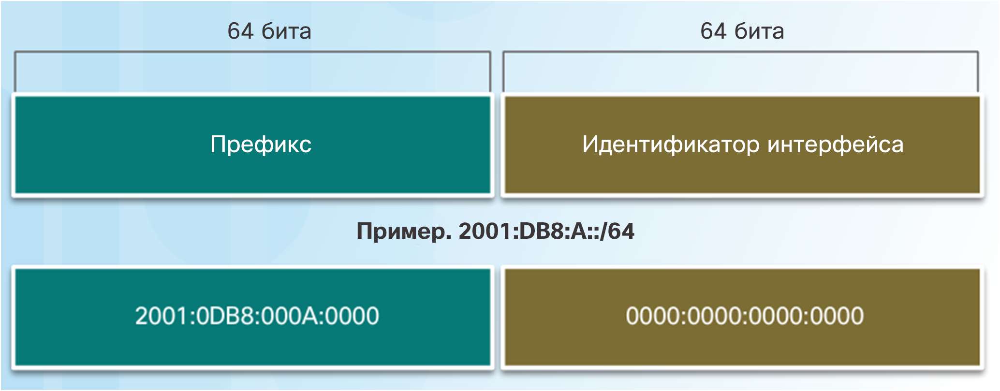 64 бита 64 бита
Префикс Идентификатор интерфейса
Пример. 2001:DB8:A::/64
2001:0DB8:000A:0000 0000:0000:0000:0000